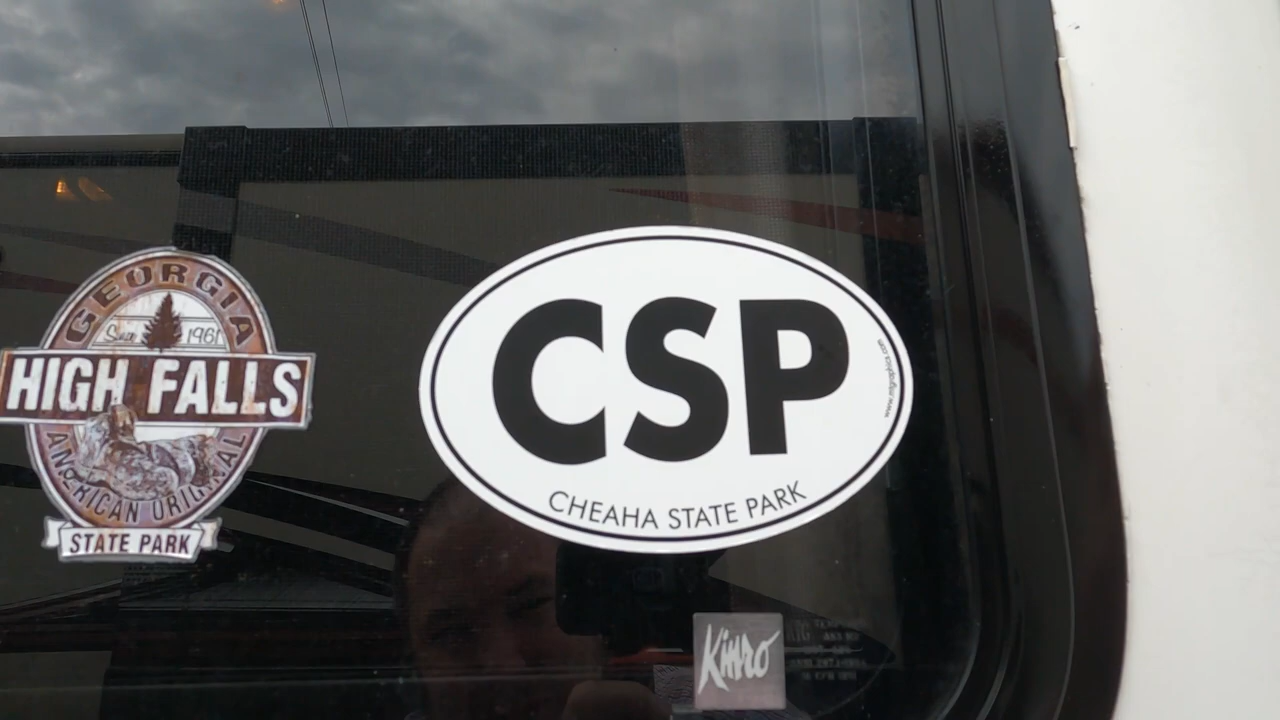 GEORGIA
Since 1961
HIGH FALLS
AMERICAN ORIGINAL
STATE PARK
CSP
CHEAHA STATE PARK
Kinro